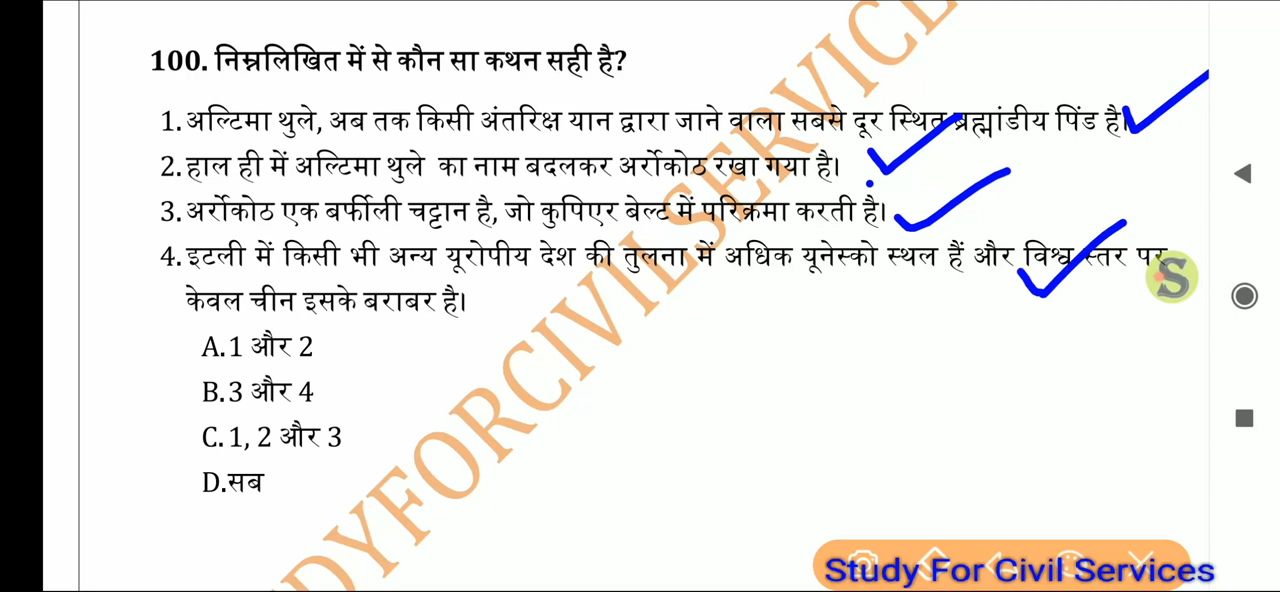 100. निम्नलिखित में से कौन सा कथन सही है?
1. अल्टिमा थुले, अब तक किसी अंतरिक्ष यान द्वारा जाने वाला सबसे दूर स्थित ब्रह्मांडीय पिंड है।
2. हाल ही में अल्टिमा थुले का नाम बदलकर अर्रोकोठ रखा गया है।
3. अर्रोकोठ एक बर्फीली चट्टान है, जो कुपिएर बेल्ट में परिक्रमा करती है।
4. इटली में किसी भी अन्य यूरोपीय देश की तुलना में अधिक यूनेस्को स्थल हैं और विश्व स्तर पर
केवल चीन इसके बराबर है।
A. 1 और 2
B. 3 और 4
C. 1, 2 और 3
D. सब
DYFORCIVILSERVICE
S
Study For Civil Services